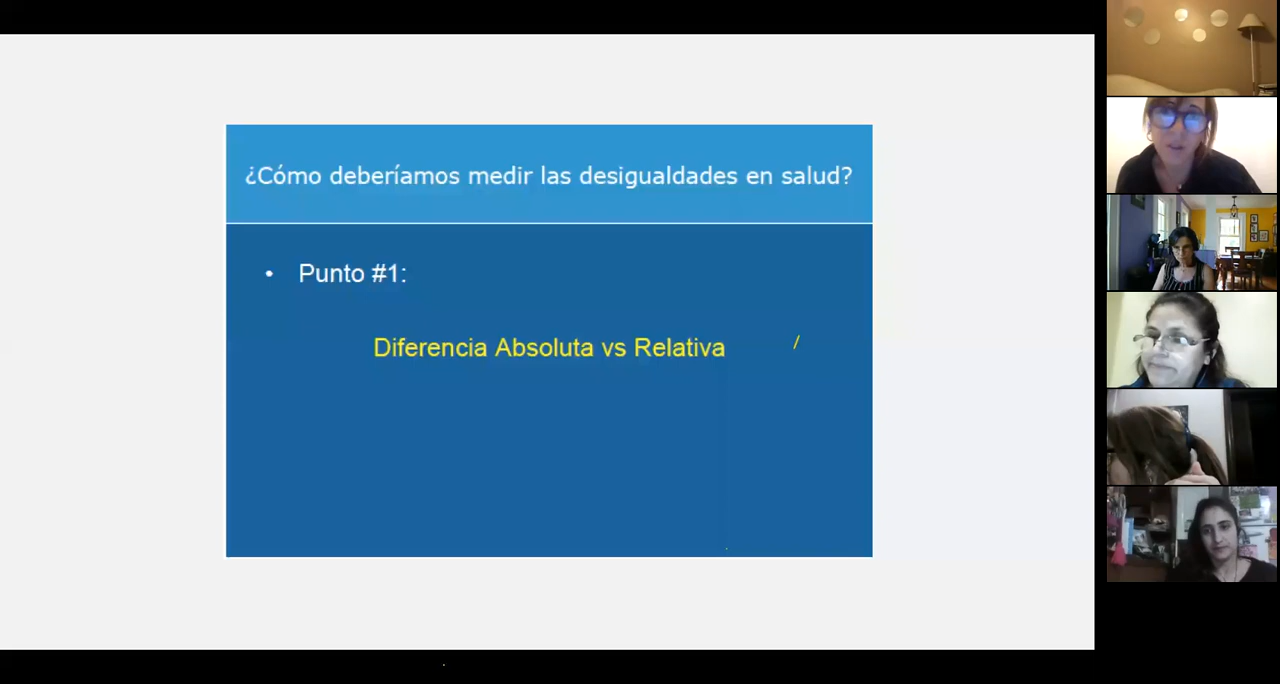 ¿Cómo deberíamos medir las desigualdades en salud?
• Punto #1:
Diferencia Absoluta vs Relativa